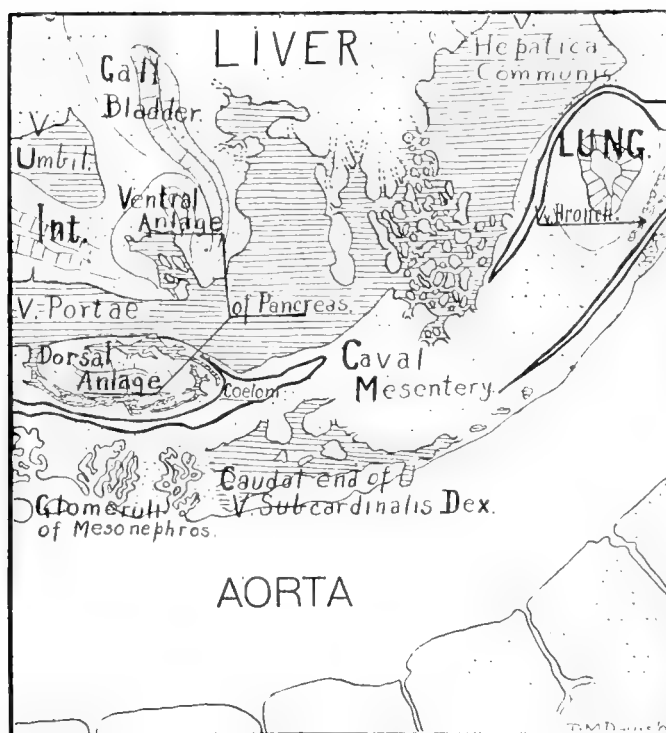 LIVER
V.
Hepatica
Communis
Gall
Bladder.
V.
Umbil.
LUNG.
Ventral
Anlage
Int.
V. Portae
of Pancreas.
Dorsal
Anlage
Coelom
Caval
Mesentery.
Caudal end of
V. Subcardinalis Dex.
Glomeruli
of Mesonephros.
AORTA